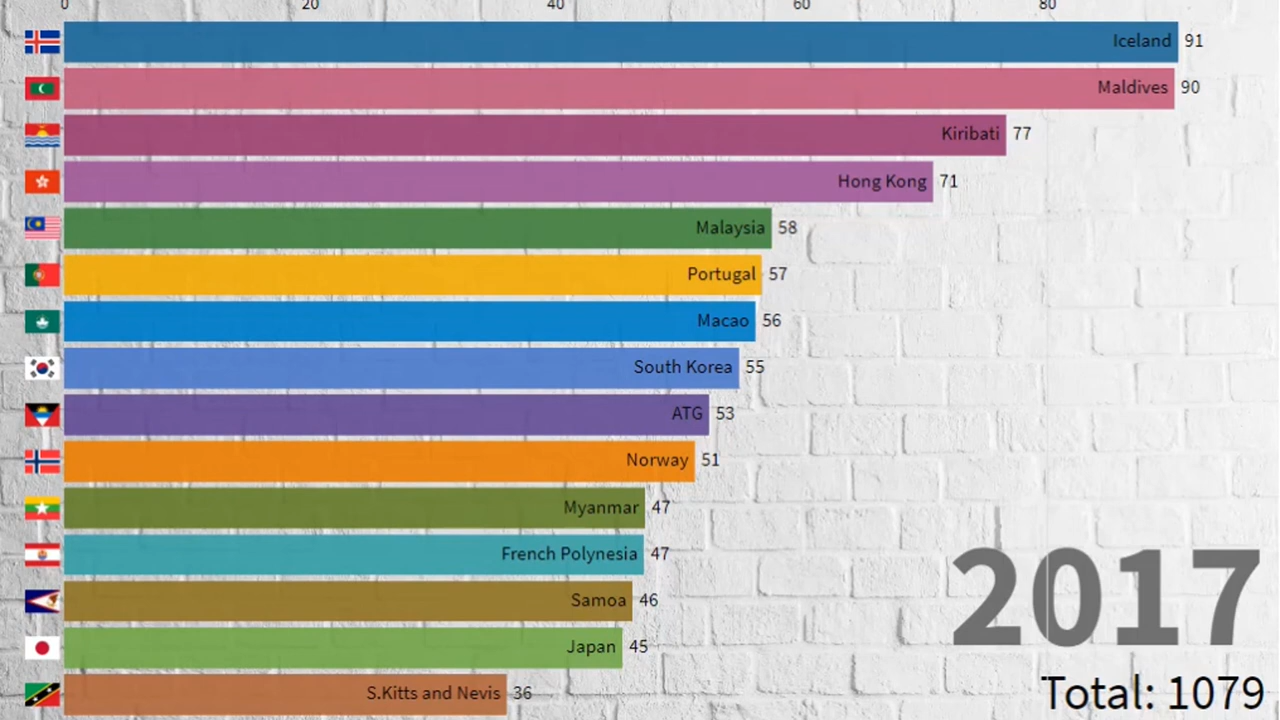 0 20 40 60 80
Iceland 91
Maldives 90
Kiribati 77
Hong Kong 71
Malaysia 58
Portugal 57
Macao 56
South Korea 55
ATG 53
Norway 51
Myanmar 47
French Polynesia 47
Samoa 46
Japan 45
S.Kitts and Nevis 36
2017
Total: 1079